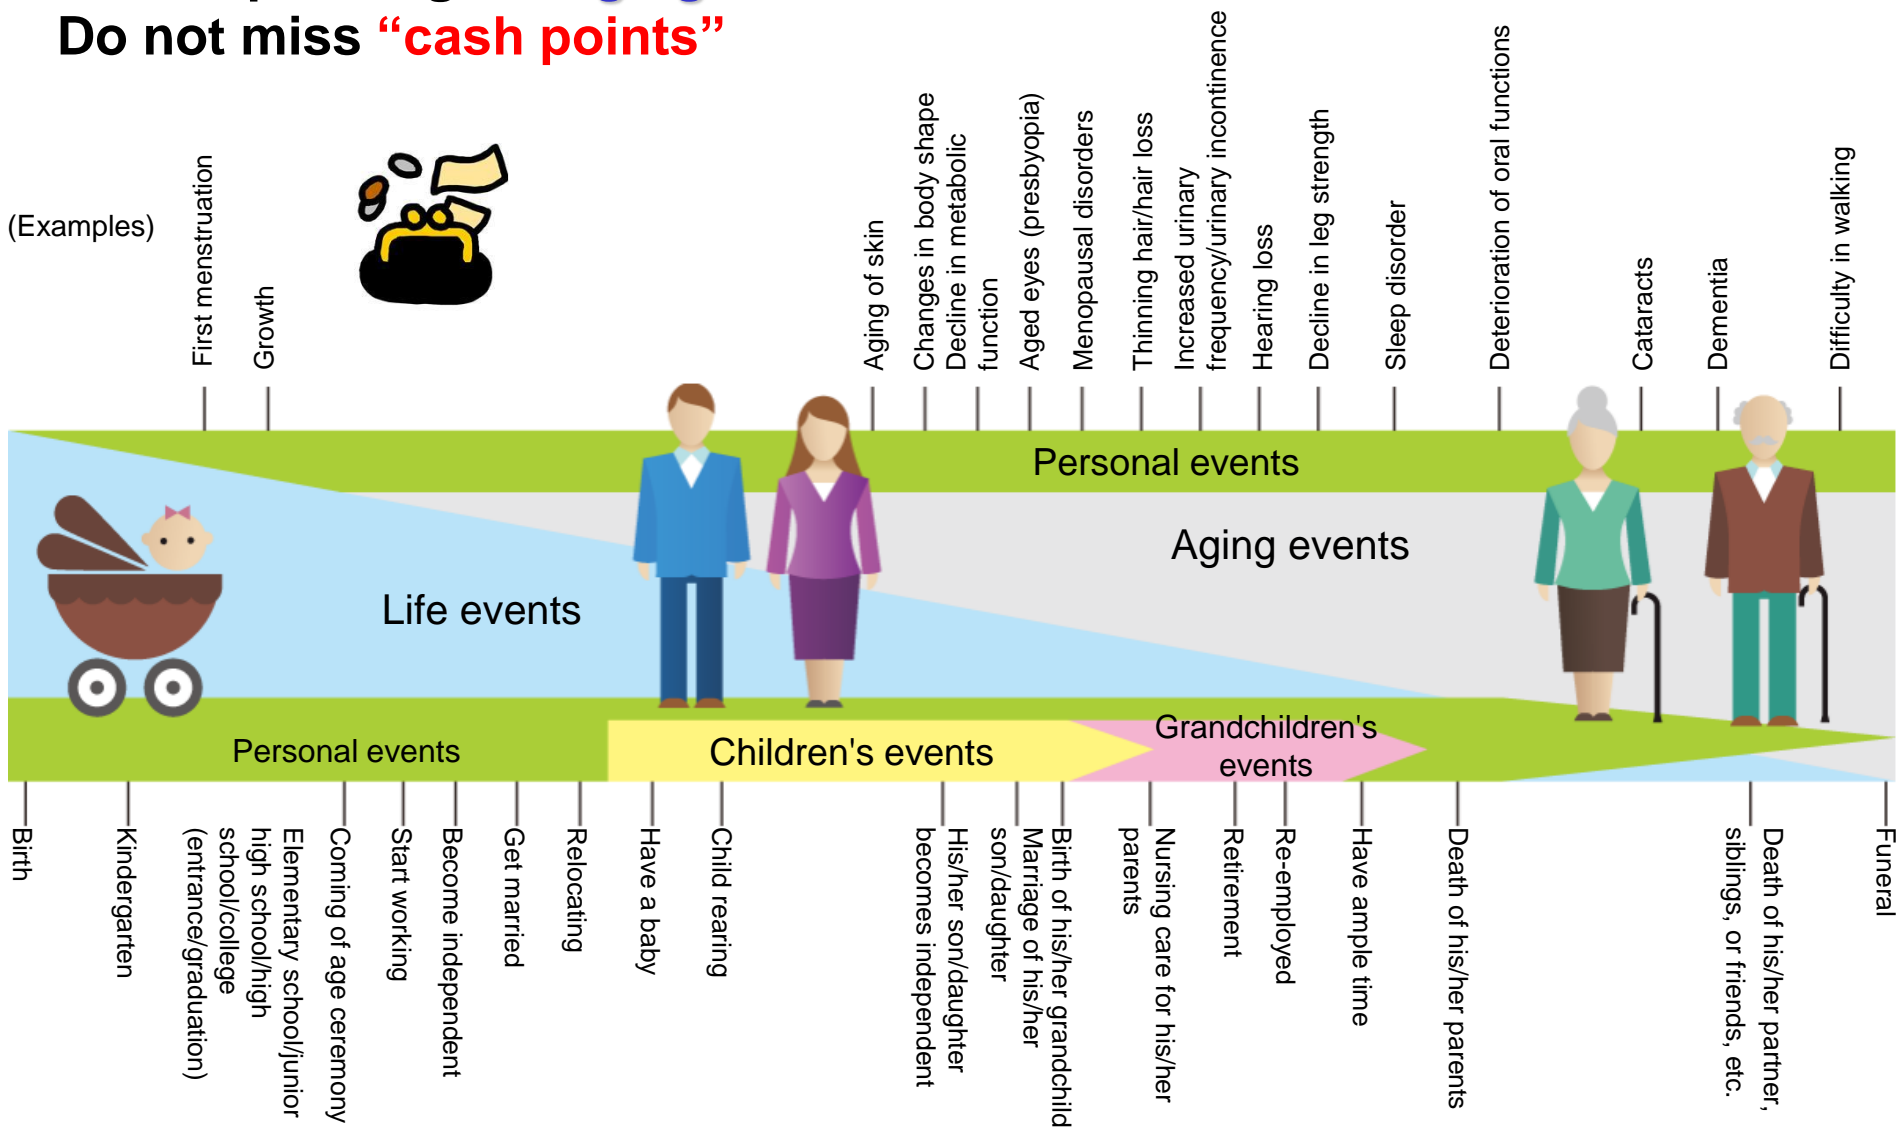 Do not miss “cash points”
(Examples)
First menstruation
Growth
Aging of skin
Changes in body shape
Decline in metabolic
function
Aged eyes (presbyopia)
Menopausal disorders
Thinning hair/hair loss
Increased urinary
frequency/urinary incontinence
Hearing loss
Decline in leg strength
Sleep disorder
Deterioration of oral functions
Cataracts
Dementia
Difficulty in walking
Personal events
Aging events
Life events
Personal events
Children's events
Grandchildren's
events
Birth
Kindergarten
Elementary school/junior
high school/high
school/college
(entrance/graduation)
Coming of age ceremony
Start working
Become independent
Get married
Relocating
Have a baby
Child rearing
His/her son/daughter
becomes independent
Marriage of his/her
son/daughter
Birth of his/her grandchild
Nursing care for his/her
parents
Retirement
Re-employed
Have ample time
Death of his/her parents
Death of his/her partner,
siblings, or friends, etc.
Funeral